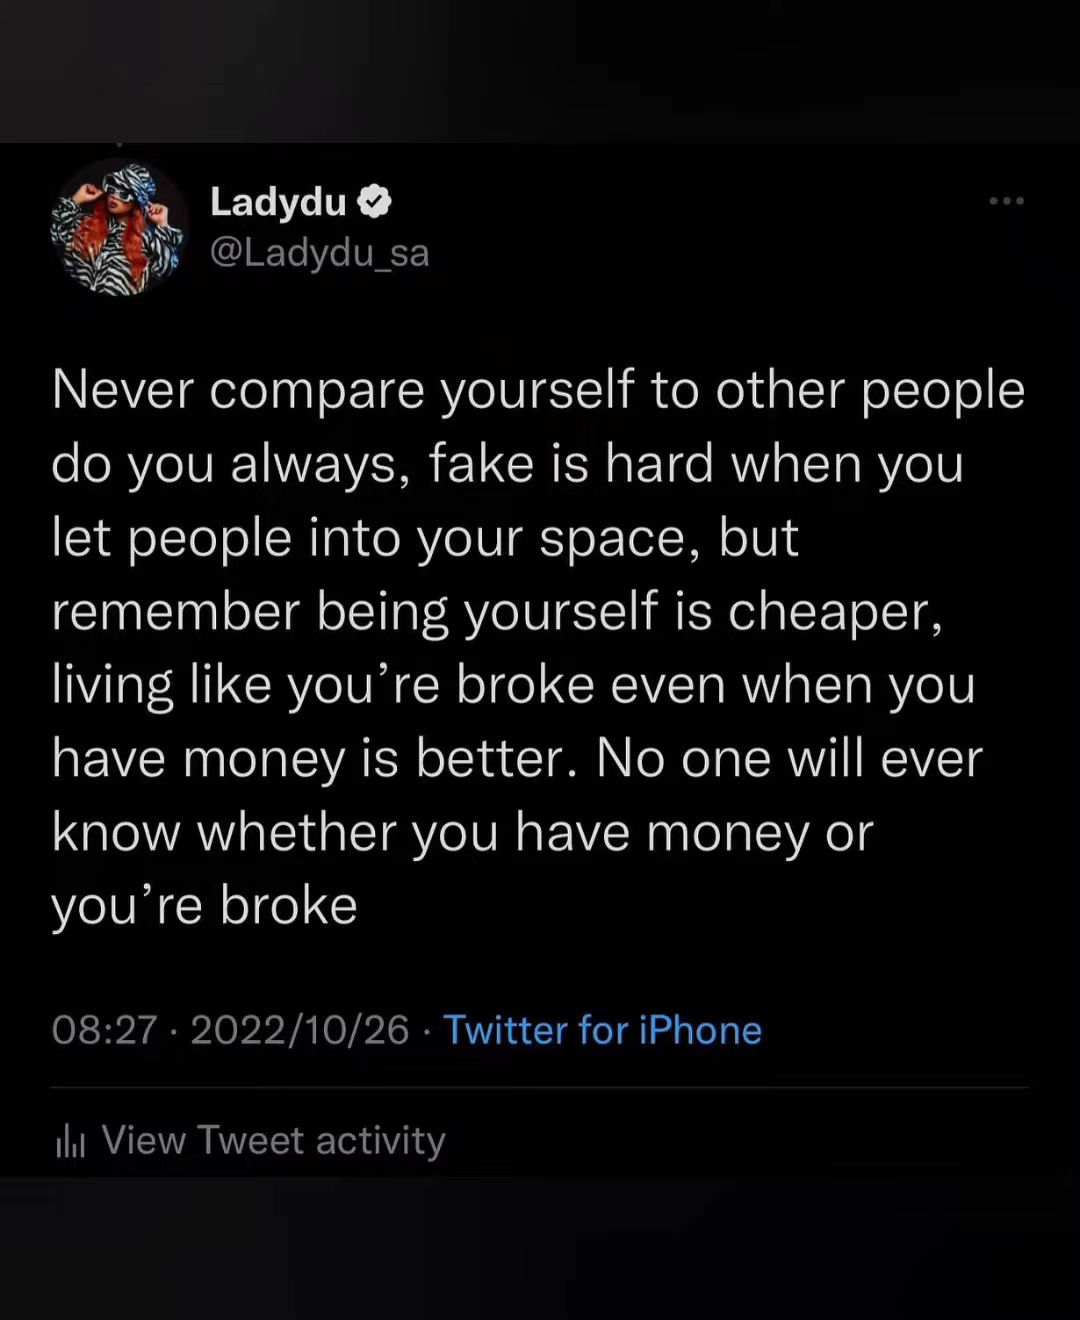 Ladydu
@Ladydu_sa
Never compare yourself to other people
do you always, fake is hard when you
let people into your space, but
remember being yourself is cheaper,
living like you’re broke even when you
have money is better. No one will ever
know whether you have money or
you’re broke
08:27 · 2022/10/26 · Twitter for iPhone
View Tweet activity